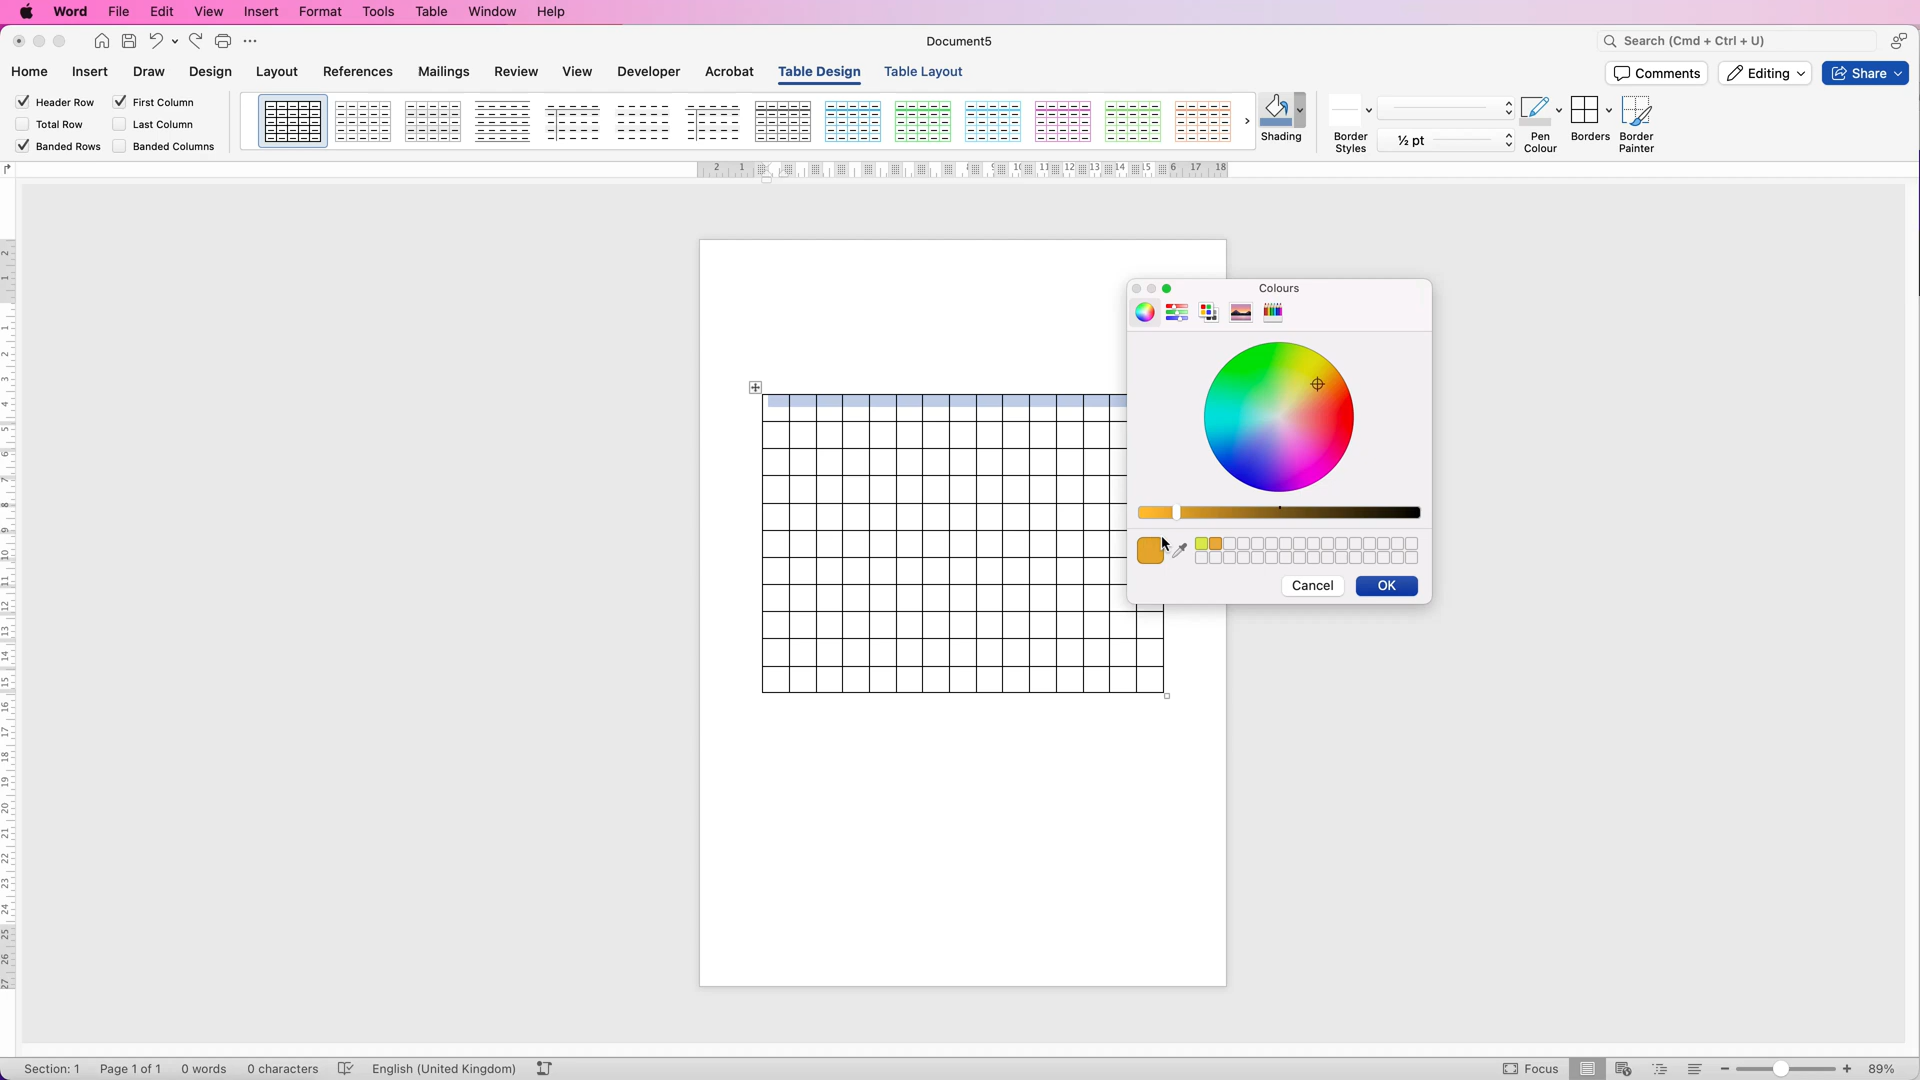 Word File Edit View Insert Format Tools Table Window Help
Document5
Search (Cmd + Ctrl + U)
Home Insert Draw Design Layout References Mailings Review View Developer Acrobat Table Design Table Layout
Comments Editing Share
Header Row First Column
Total Row Last Column
Banded Rows Banded Columns
Shading
Border Styles
½ pt
Pen Colour
Borders
Border Painter
Colours
Cancel OK
Section: 1 Page 1 of 1 0 words 0 characters English (United Kingdom) Focus 89%